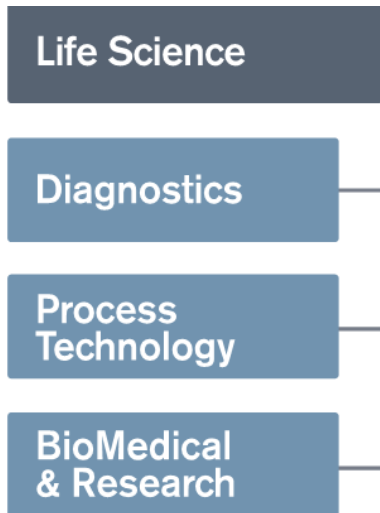 Life Science
Diagnostics
Process
Technology
BioMedical
& Research